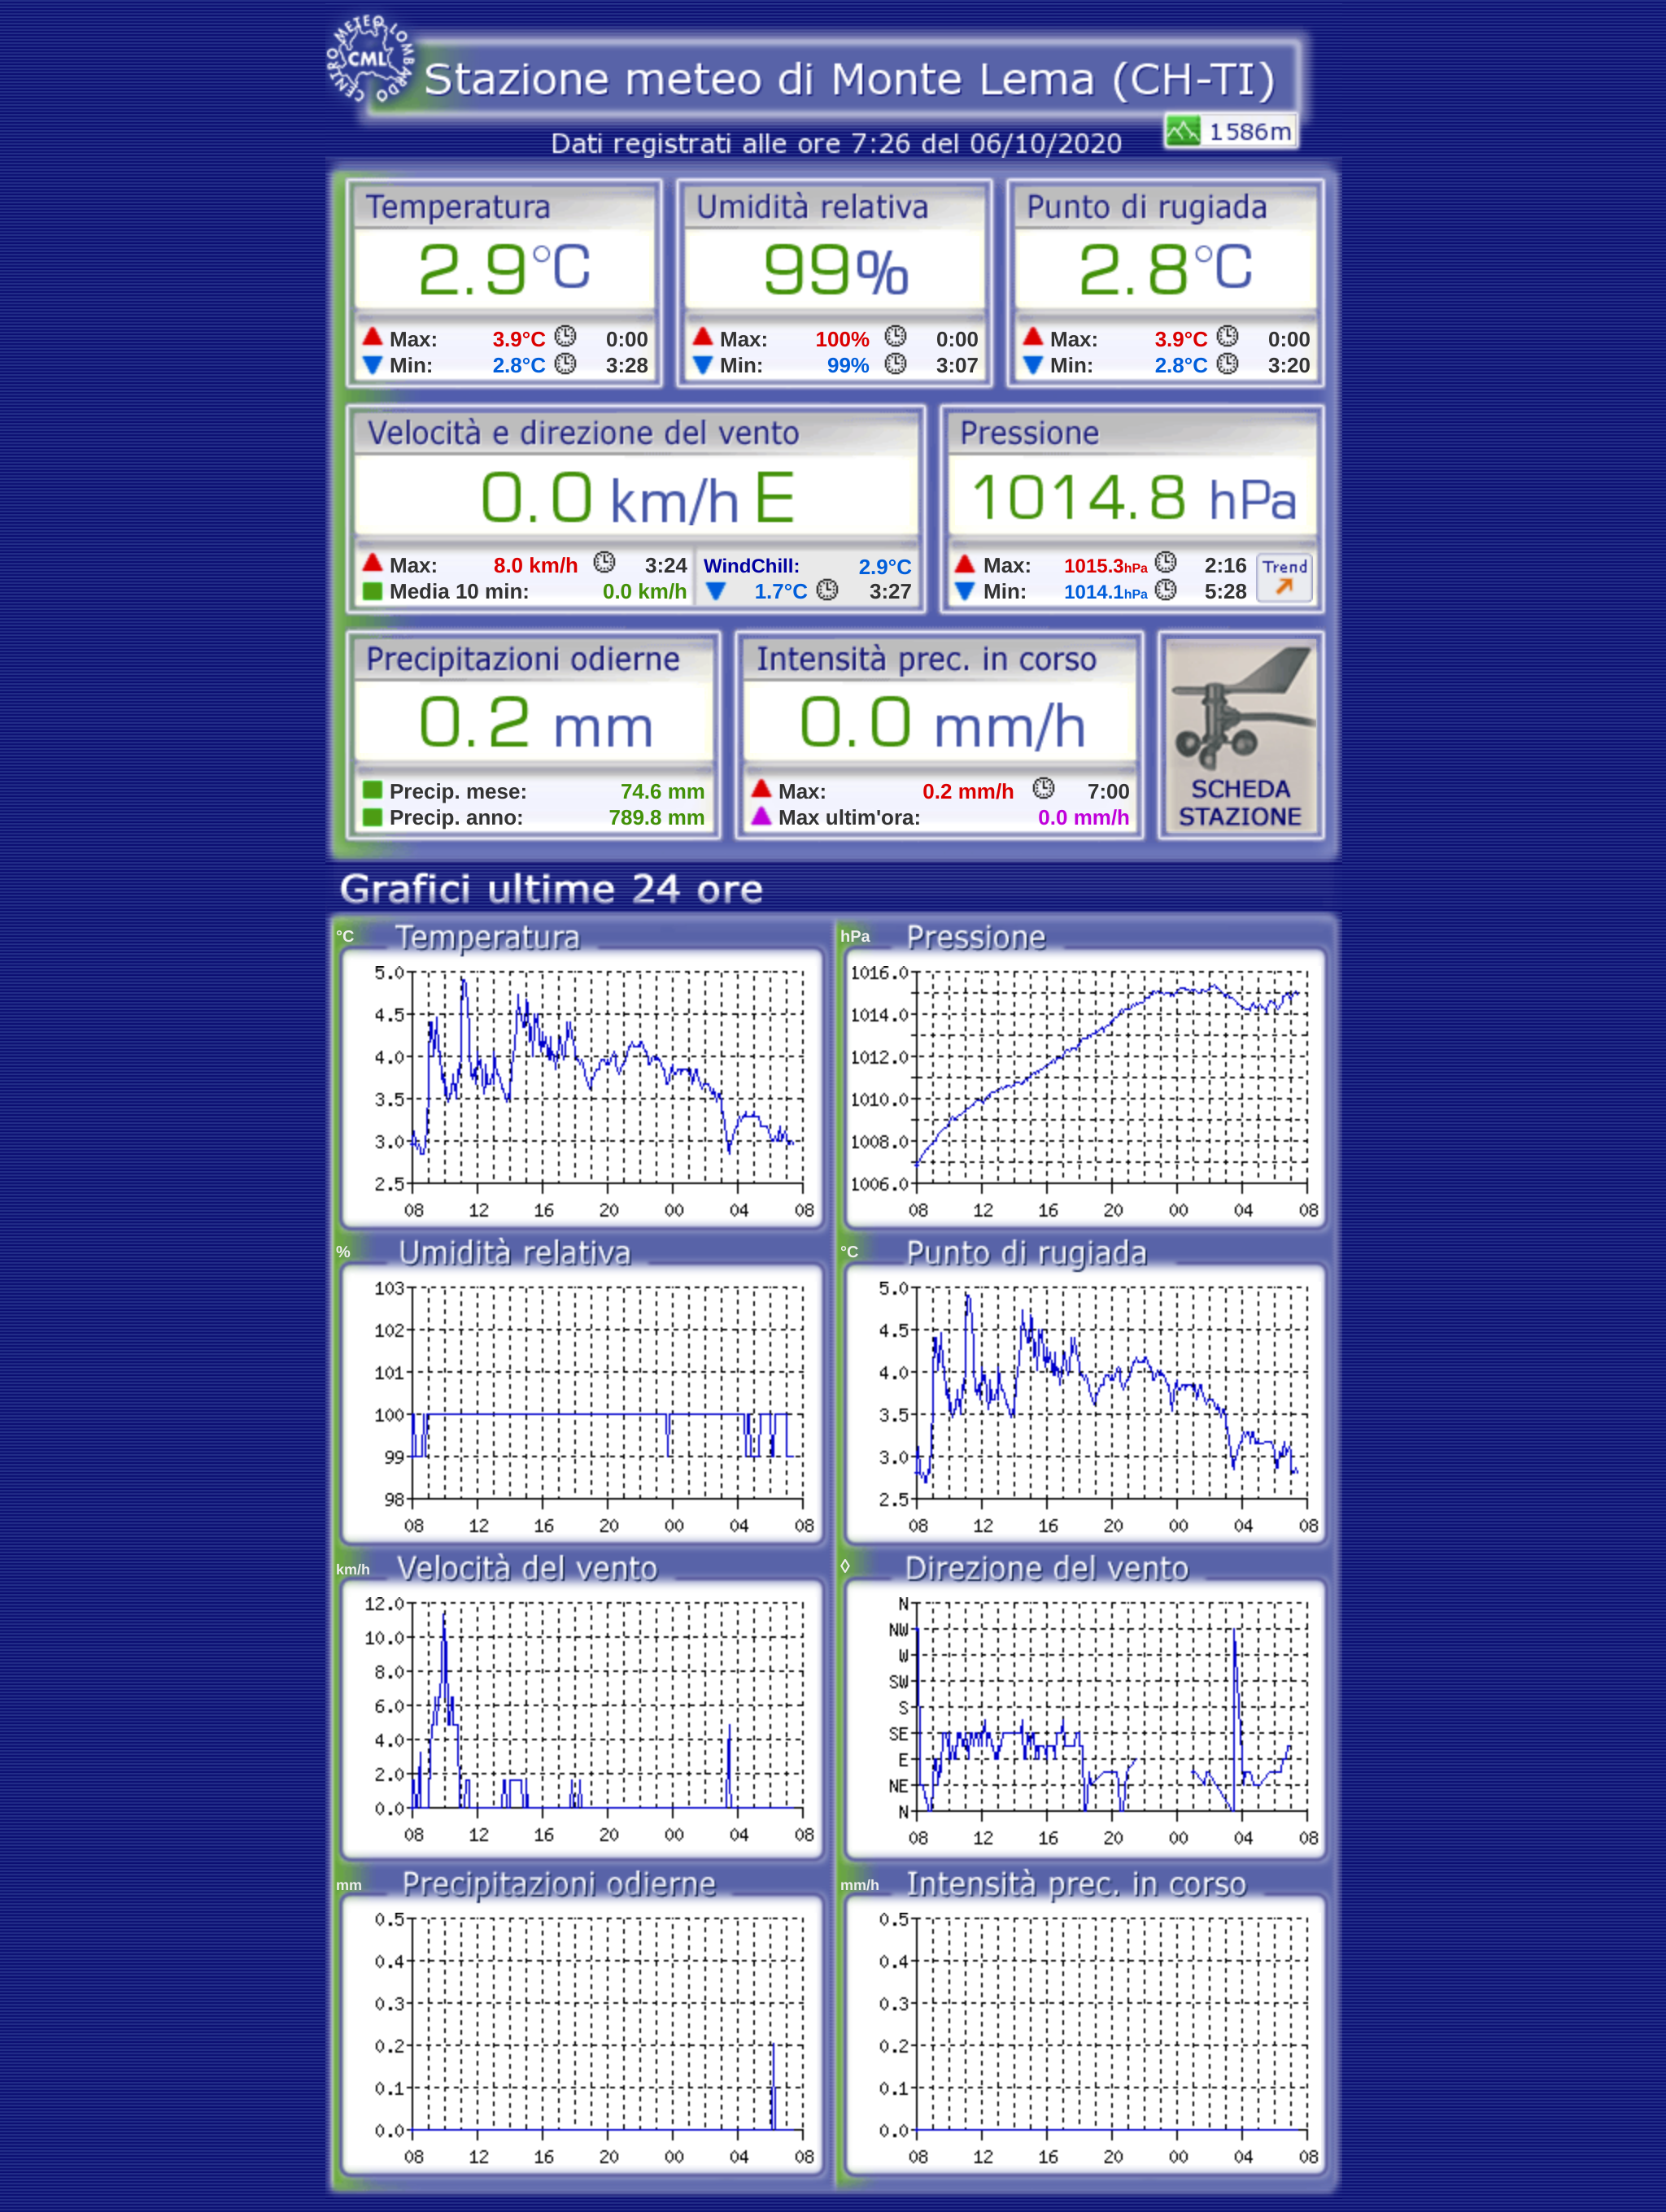 CENTRO METEO LOMBARDO
CML
Stazione meteo di Monte Lema (CH-TI)
1586m
Dati registrati alle ore 7:26 del 06/10/2020
Temperatura
2.9°C
Max: 3.9°C 0:00
Min: 2.8°C 3:28
Umidità relativa
99%
Max: 100% 0:00
Min: 99% 3:07
Punto di rugiada
2.8°C
Max: 3.9°C 0:00
Min: 2.8°C 3:20
Velocità e direzione del vento
0.0 km/h E
Max: 8.0 km/h 3:24
Media 10 min: 0.0 km/h
WindChill: 2.9°C
1.7°C 3:27
Pressione
1014.8 hPa
Max: 1015.3hPa 2:16
Min: 1014.1hPa 5:28
Trend
Precipitazioni odierne
0.2 mm
Precip. mese: 74.6 mm
Precip. anno: 789.8 mm
Intensità prec. in corso
0.0 mm/h
Max: 0.2 mm/h 7:00
Max ultim'ora: 0.0 mm/h
SCHEDA
STAZIONE
Grafici ultime 24 ore
°C Temperatura
5.0
4.5
4.0
3.5
3.0
2.5
08 12 16 20 00 04 08
hPa Pressione
1016.0
1014.0
1012.0
1010.0
1008.0
1006.0
08 12 16 20 00 04 08
% Umidità relativa
103
102
101
100
99
98
08 12 16 20 00 04 08
°C Punto di rugiada
5.0
4.5
4.0
3.5
3.0
2.5
08 12 16 20 00 04 08
km/h Velocità del vento
12.0
10.0
8.0
6.0
4.0
2.0
0.0
08 12 16 20 00 04 08
◊ Direzione del vento
N
NW
W
SW
S
SE
E
NE
N
08 12 16 20 00 04 08
mm Precipitazioni odierne
0.5
0.4
0.3
0.2
0.1
0.0
08 12 16 20 00 04 08
mm/h Intensità prec. in corso
0.5
0.4
0.3
0.2
0.1
0.0
08 12 16 20 00 04 08